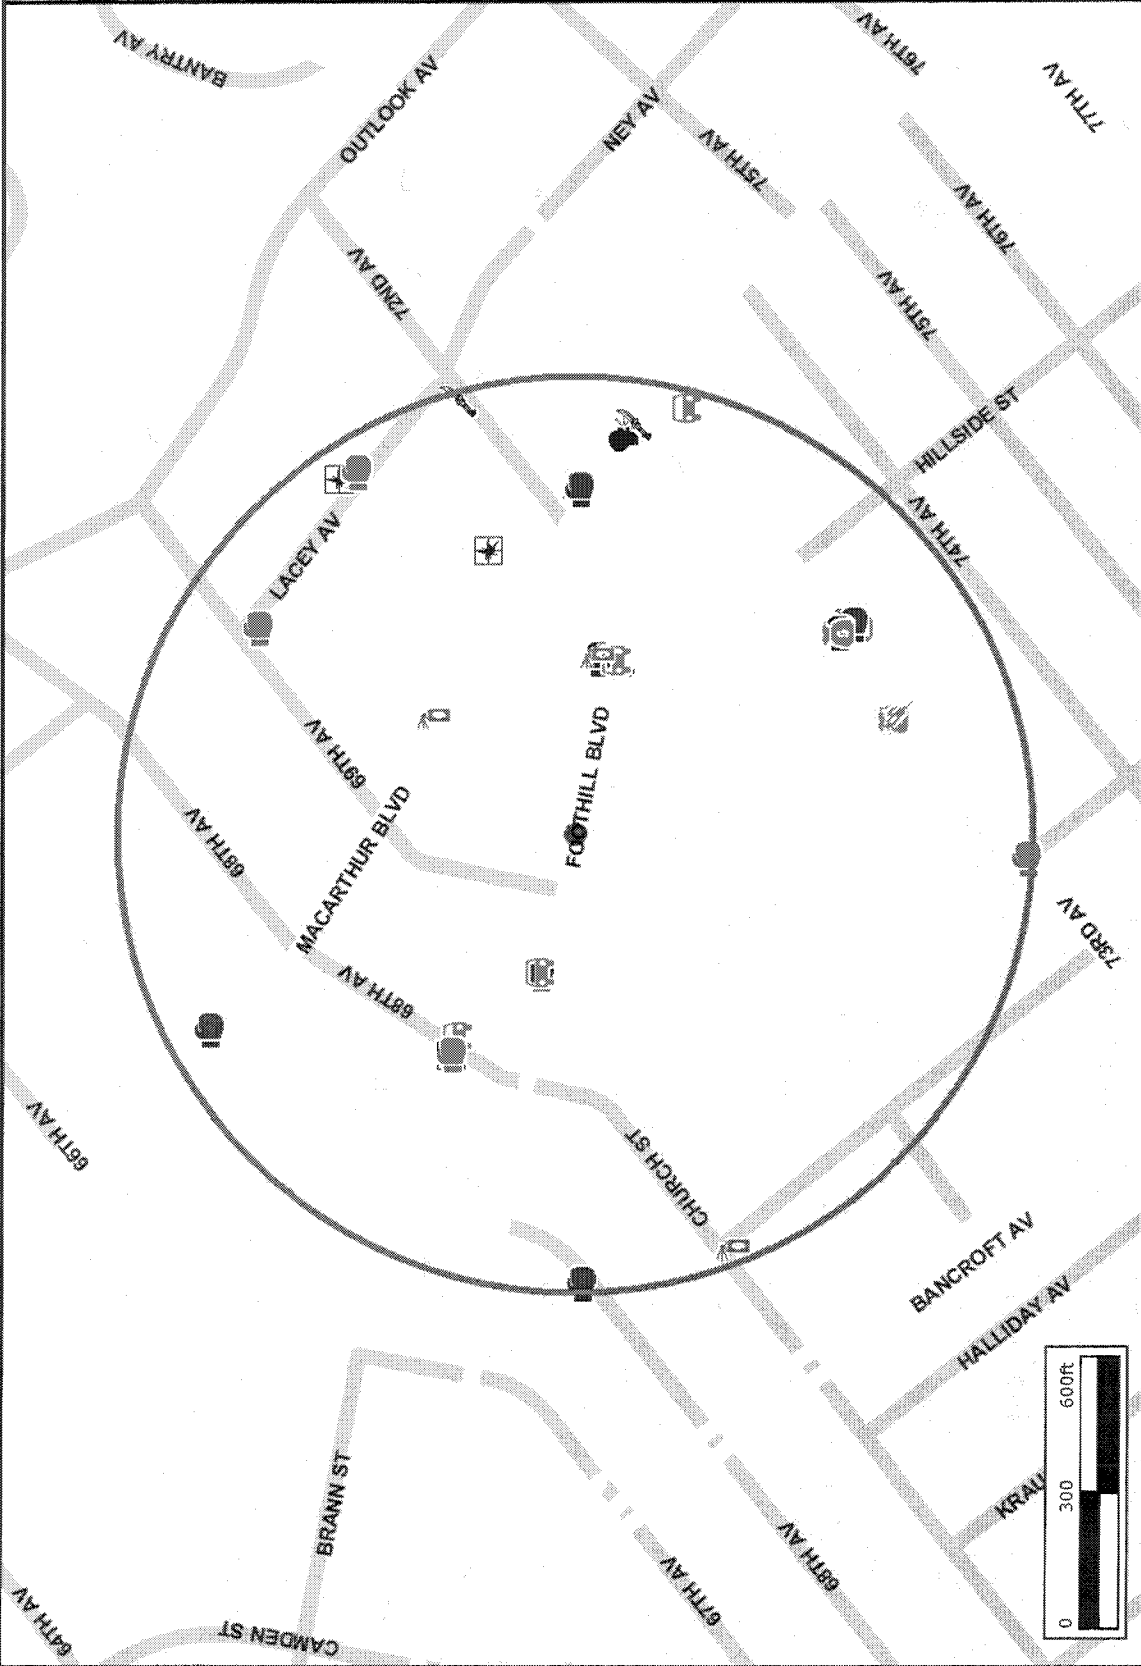 BANTRY AV
OUTLOOK AV
76TH AV
77TH AV
NEY AV
75TH AV
76TH AV
72ND AV
75TH AV
HILLSIDE ST
74TH AV
LACEY AV
69TH AV
FOOTHILL BLVD
MACARTHUR BLVD
68TH AV
68TH AV
73RD AV
66TH AV
CHURCH ST
BANCROFT AV
HALLIDAY AV
BRANN ST
KRAU
68TH AV
67TH AV
64TH AV
CAMDEN ST
0 300 600ft